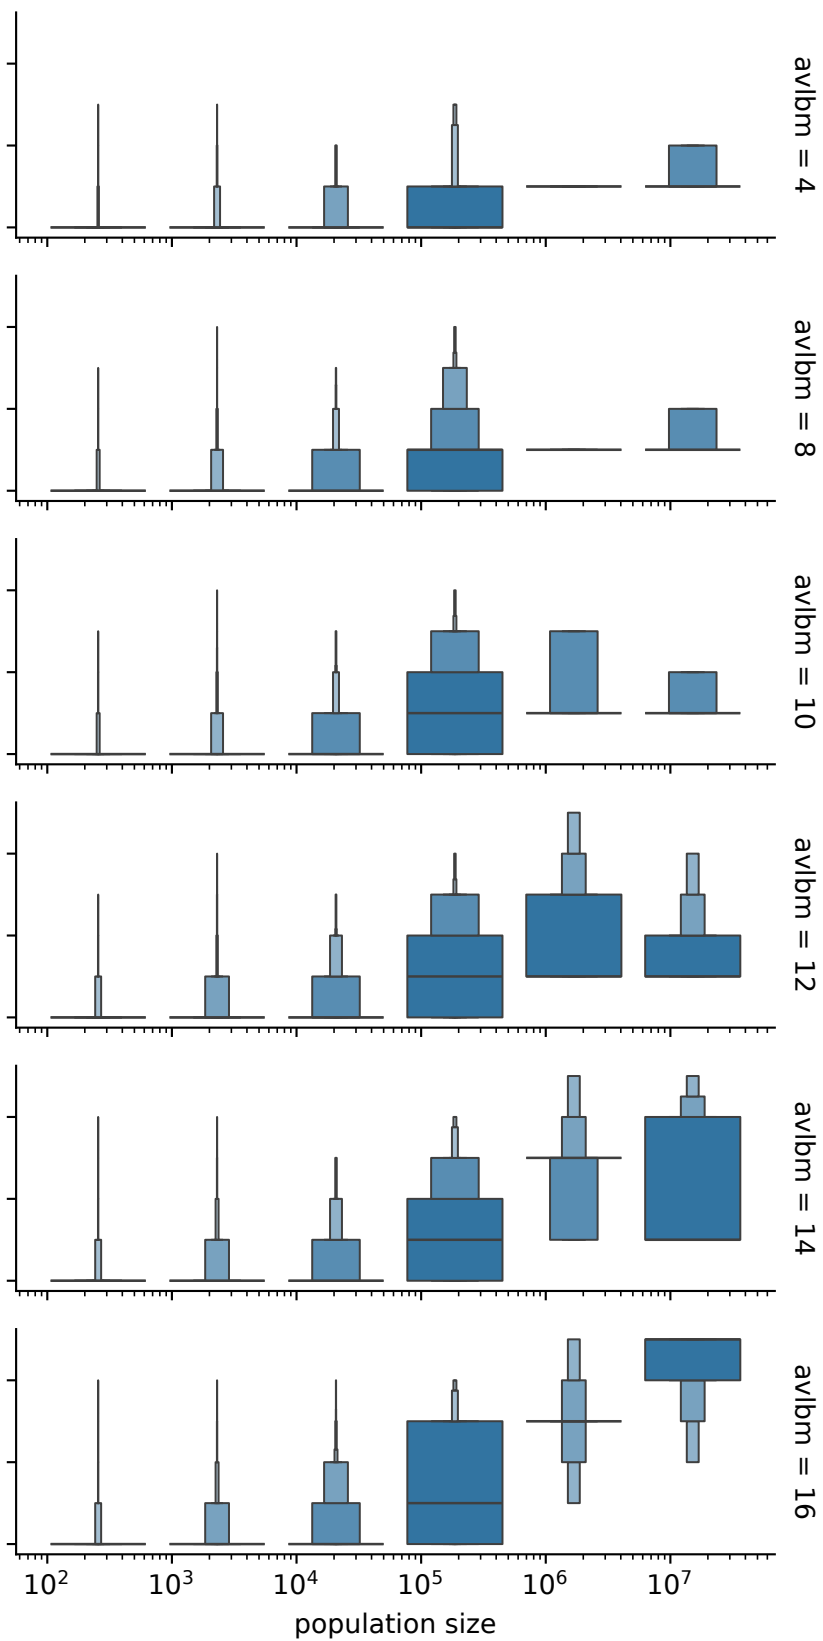 avlbm = 4
avlbm = 8
avlbm = 10
avlbm = 12
avlbm = 14
avlbm = 16
10² 10³ 10⁴ 10⁵ 10⁶ 10⁷
population size